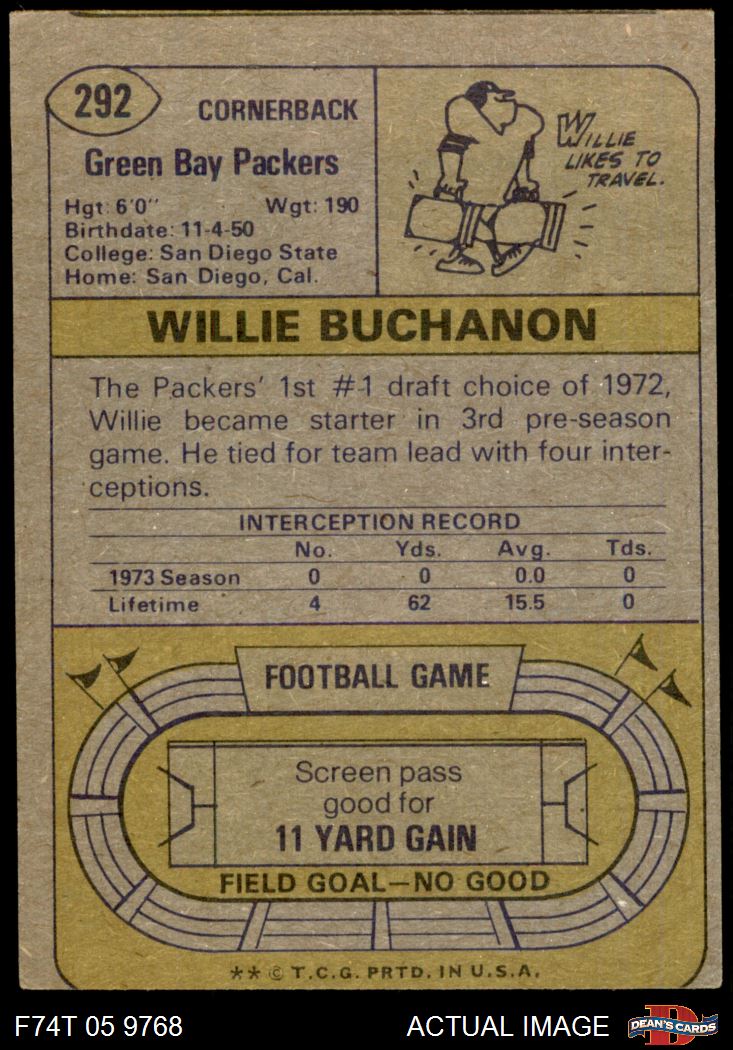 292
CORNERBACK
Green Bay Packers
Hgt: 6'0" Wgt: 190
Birthdate: 11-4-50
College: San Diego State
Home: San Diego, Cal.
WILLIE
LIKES TO
TRAVEL.
WILLIE BUCHANON
The Packers' 1st #1 draft choice of 1972,
Willie became starter in 3rd pre-season
game. He tied for team lead with four inter-
ceptions.
INTERCEPTION RECORD
No. Yds. Avg. Tds.
1973 Season 0 0 0.0 0
Lifetime 4 62 15.5 0
FOOTBALL GAME
Screen pass
good for
11 YARD GAIN
FIELD GOAL—NO GOOD
** © T.C.G. PRTD. IN U.S.A.
F74T 05 9768 ACTUAL IMAGE D DEAN'S CARDS